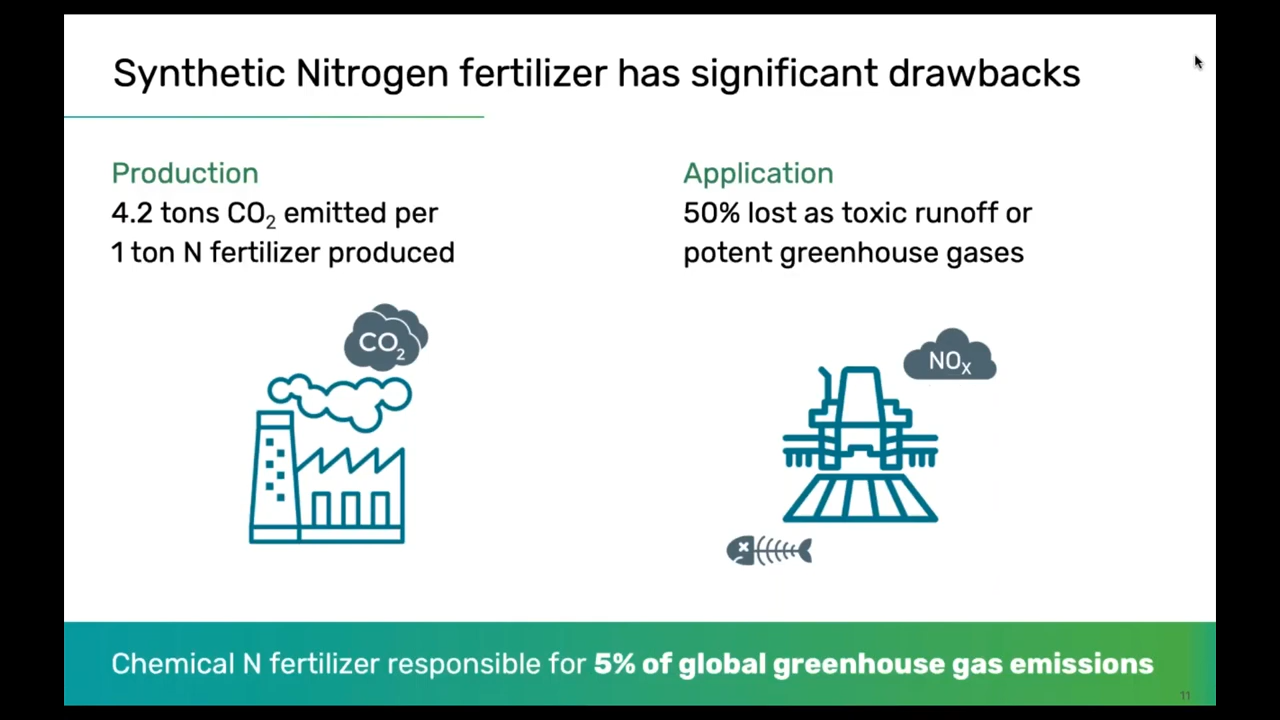 Synthetic Nitrogen fertilizer has significant drawbacks
Production
4.2 tons CO₂ emitted per
1 ton N fertilizer produced
Application
50% lost as toxic runoff or
potent greenhouse gases
CO₂
NOₓ
Chemical N fertilizer responsible for 5% of global greenhouse gas emissions
11